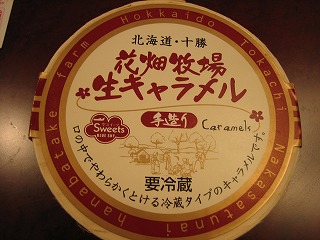 Hokkaido Tokachi Nakasatsunai hanabatake farm
北海道・十勝
花畑牧場
生キャラメル
手造り
Caramels
Sweets
口の中でやわらかくとける冷蔵タイプのキャラメルです。
要冷蔵